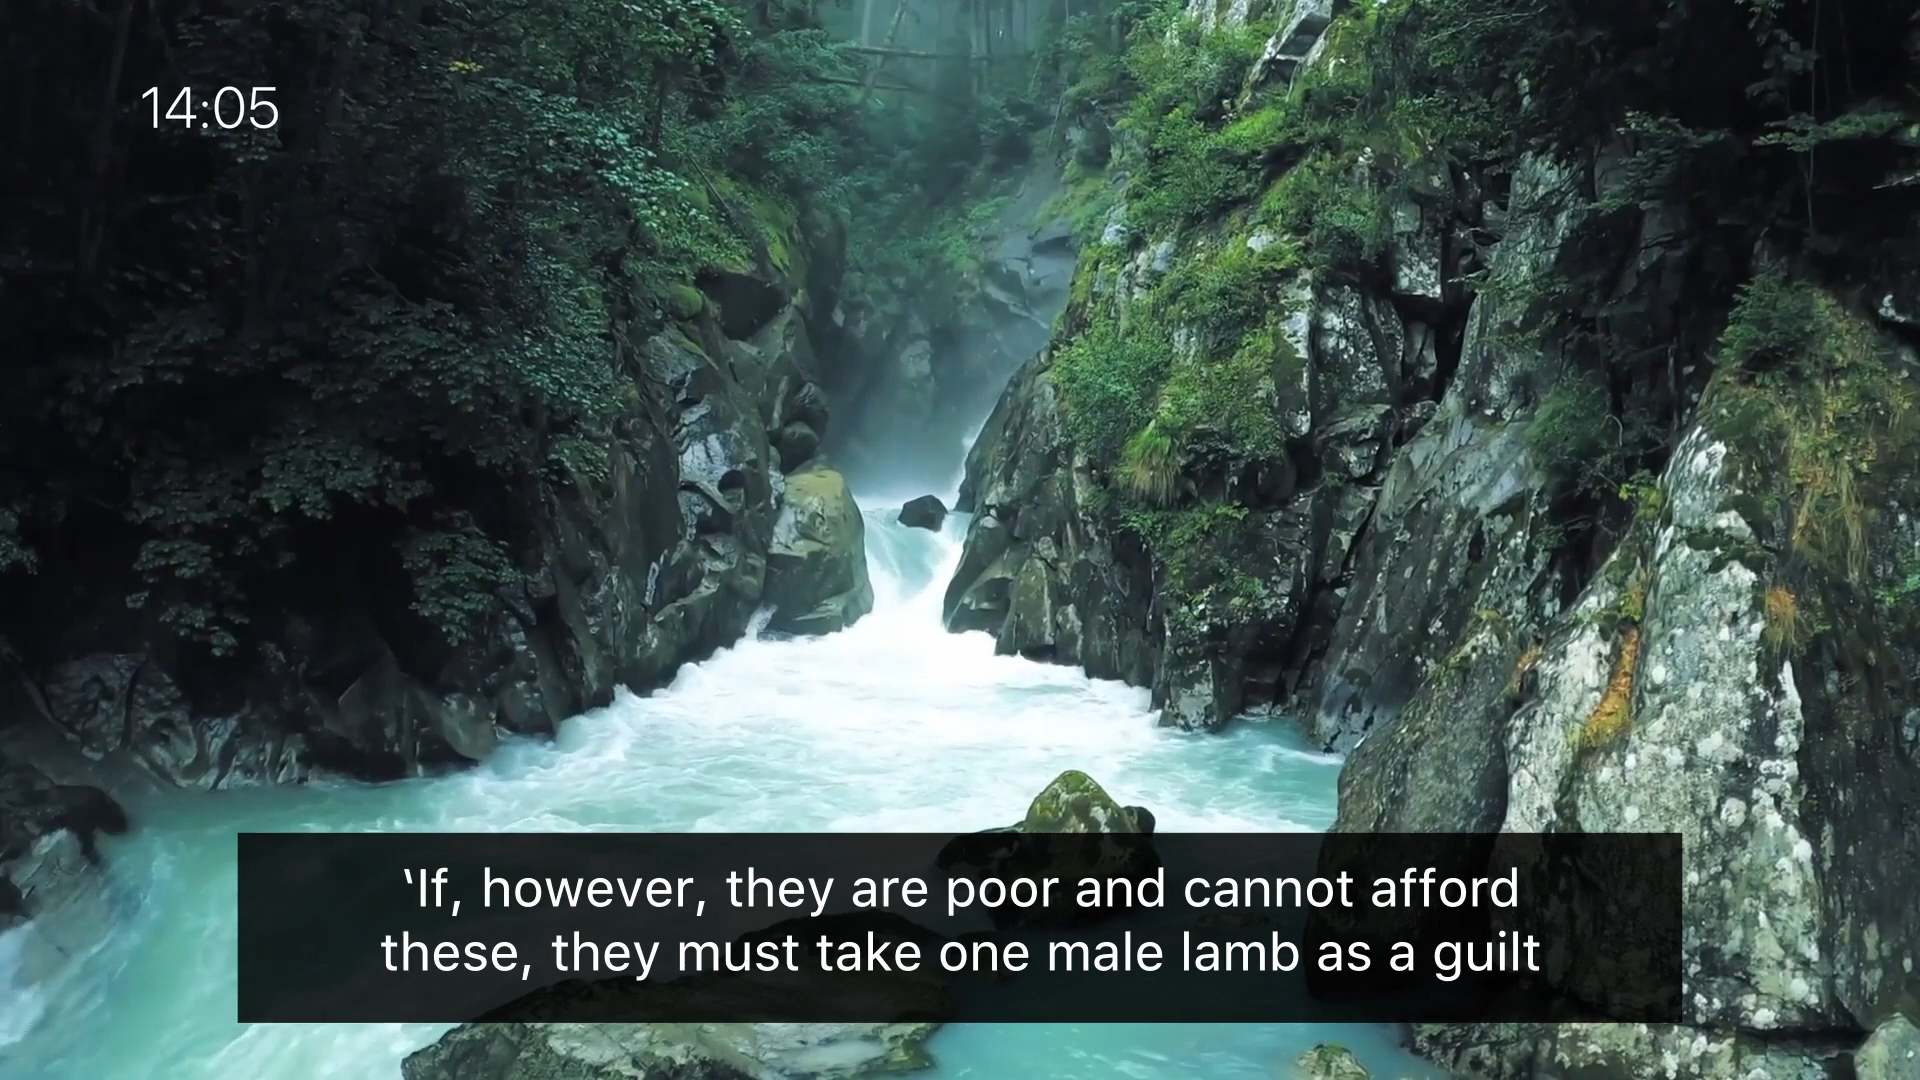 14:05
‘If, however, they are poor and cannot afford
these, they must take one male lamb as a guilt